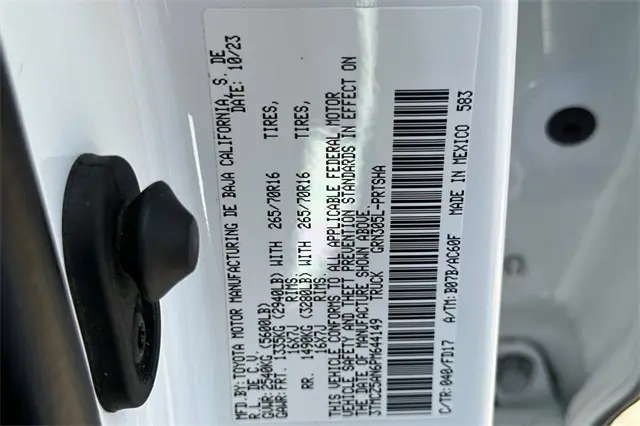 MFD.BY: TOYOTA MOTOR MANUFACTURING DE BAJA CALIFORNIA, S. DE
R.L. DE C.V. DATE: 10/23
GVWR: 2540KG (5600LB)
GAWR: FRT. 1335KG (2940LB) WITH 265/70R16 TIRES,
16X7J RIMS,
RR. 1490KG (3280LB) WITH 265/70R16 TIRES,
16X7J RIMS.
THIS VEHICLE CONFORMS TO ALL APPLICABLE FEDERAL MOTOR
VEHICLE SAFETY AND THEFT PREVENTION STANDARDS IN EFFECT ON
THE DATE OF MANUFACTURE SHOWN ABOVE.
3TMCZ5AN6PM644149 TRUCK GRN305L-PRTSHA
C/TR: 040/FD17 A/TM: B07B/AC60F MADE IN MEXICO 583